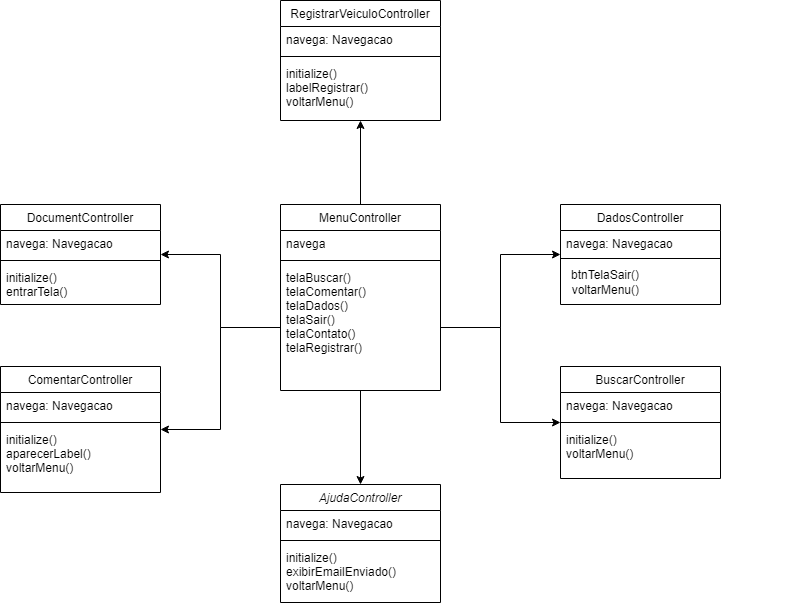 RegistrarVeiculoController
navega: Navegacao
initialize()
labelRegistrar()
voltarMenu()
DocumentController
navega: Navegacao
initialize()
entrarTela()
MenuController
navega
telaBuscar()
telaComentar()
telaDados()
telaSair()
telaContato()
telaRegistrar()
DadosController
navega: Navegacao
btnTelaSair()
voltarMenu()
ComentarController
navega: Navegacao
initialize()
aparecerLabel()
voltarMenu()
BuscarController
navega: Navegacao
initialize()
voltarMenu()
AjudaController
navega: Navegacao
initialize()
exibirEmailEnviado()
voltarMenu()